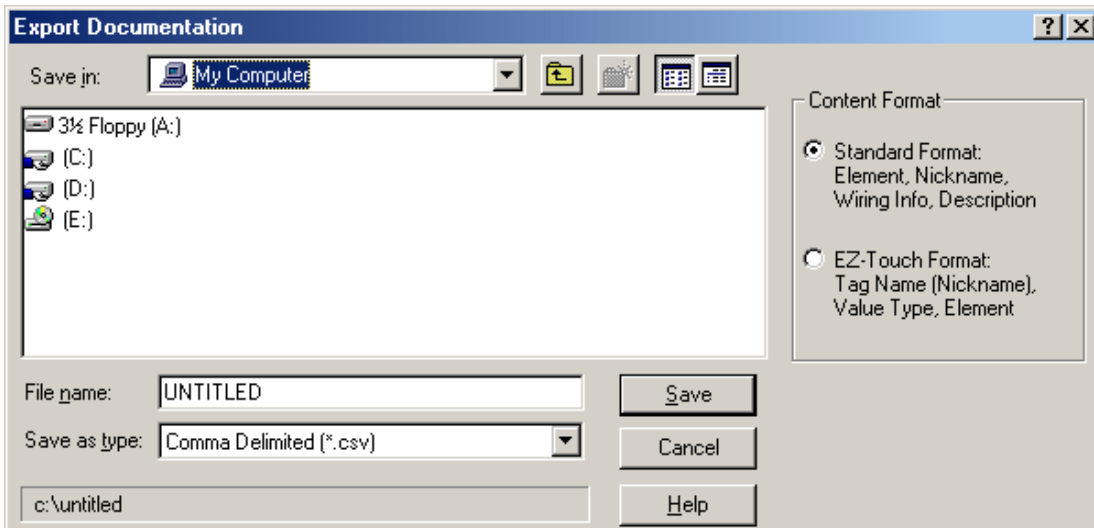 Export Documentation
Save in:
My Computer
3½ Floppy (A:)
(C:)
(D:)
(E:)
Content Format
Standard Format:
Element, Nickname,
Wiring Info, Description
EZ-Touch Format:
Tag Name (Nickname),
Value Type, Element
File name:
UNTITLED
Save
Save as type:
Comma Delimited (*.csv)
Cancel
c:\untitled
Help